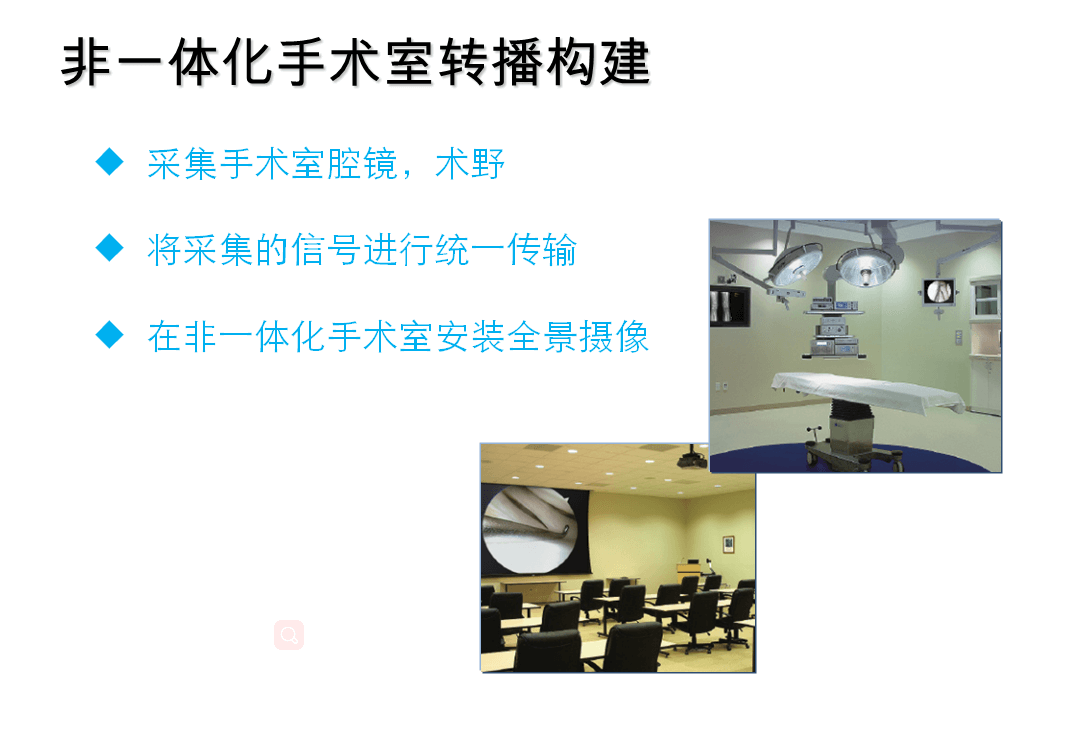 非一体化手术室转播构建
采集手术室腔镜，术野
将采集的信号进行统一传输
在非一体化手术室安装全景摄像